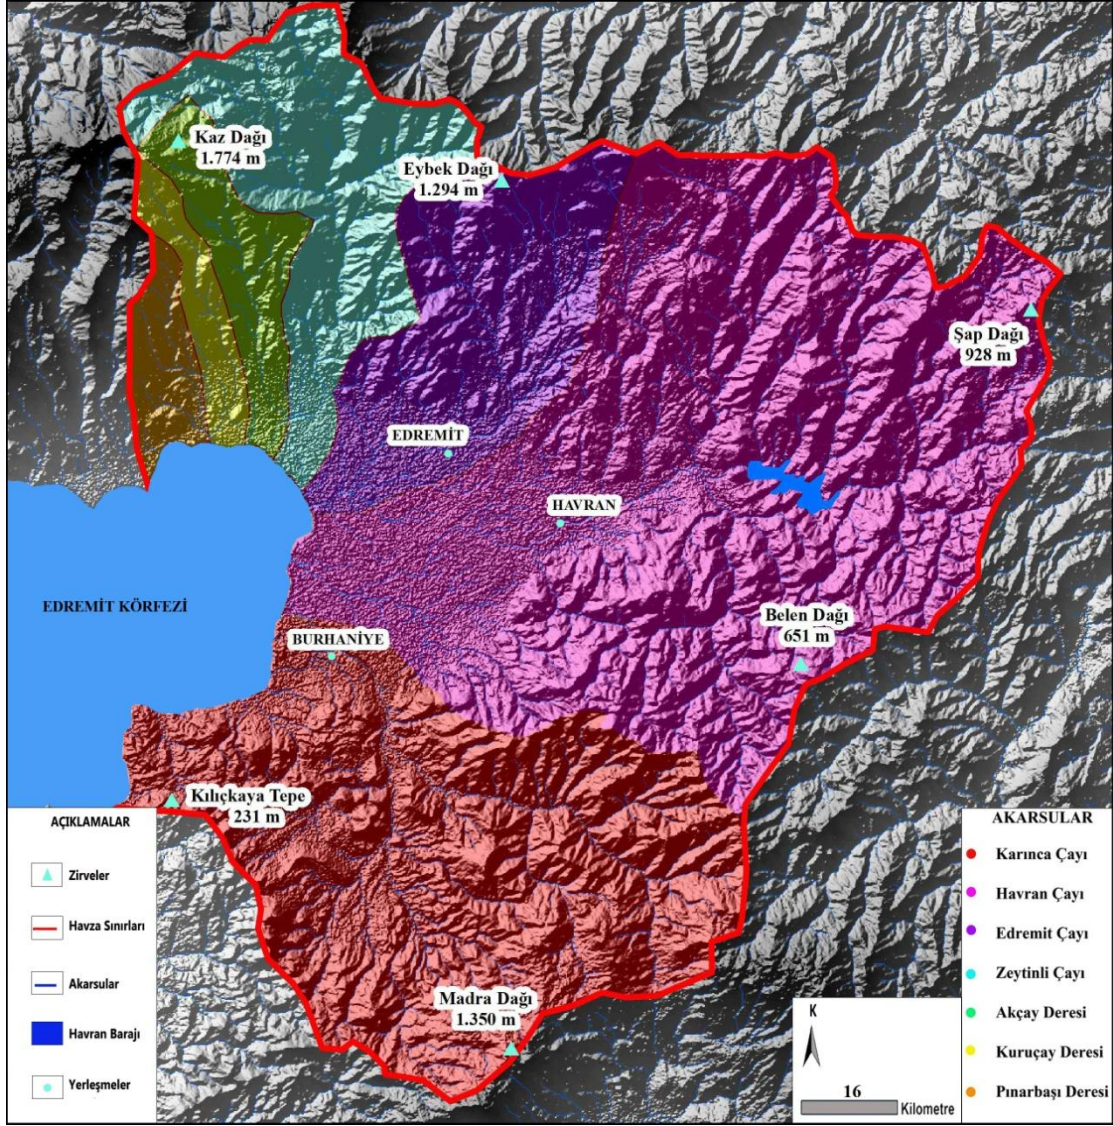 Kaz Dağı
1.774 m
Eybek Dağı
1.294 m
Şap Dağı
928 m
EDREMİT
HAVRAN
EDREMİT KÖRFEZİ
BURHANİYE
Belen Dağı
651 m
Kılıçkaya Tepe
231 m
Madra Dağı
1.350 m
AÇIKLAMALAR
Zirveler
Havza Sınırları
Akarsular
Havran Barajı
Yerleşmeler
K
16
Kilometre
AKARSULAR
Karınca Çayı
Havran Çayı
Edremit Çayı
Zeytinli Çayı
Akçay Deresi
Kuruçay Deresi
Pınarbaşı Deresi